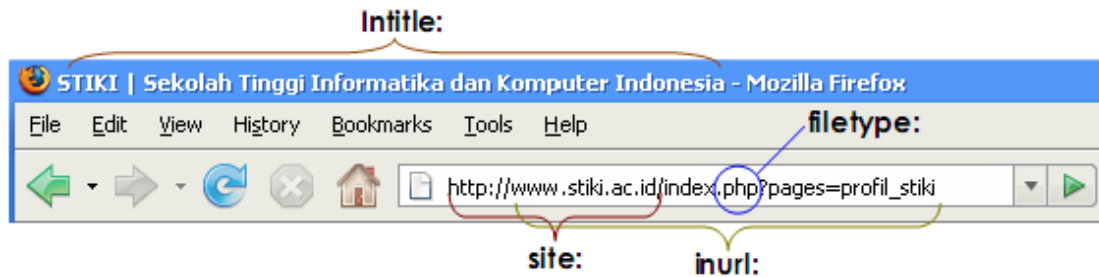 Intitle:
STIKI | Sekolah Tinggi Informatika dan Komputer Indonesia - Mozilla Firefox
File Edit View History Bookmarks Tools Help
filetype:
http://www.stiki.ac.id/index.php?pages=profil_stiki
site: inurl: